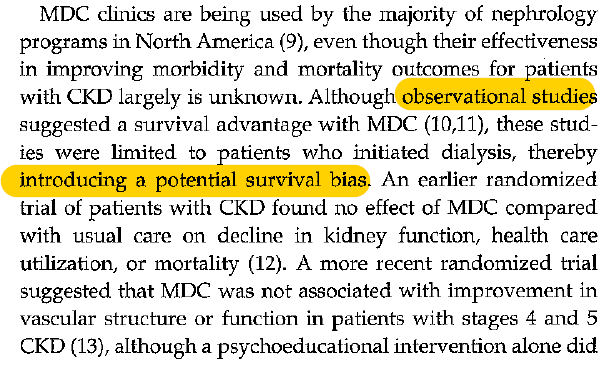 MDC clinics are being used by the majority of nephrology
programs in North America (9), even though their effectiveness
in improving morbidity and mortality outcomes for patients
with CKD largely is unknown. Although observational studies
suggested a survival advantage with MDC (10,11), these stud-
ies were limited to patients who initiated dialysis, thereby
introducing a potential survival bias. An earlier randomized
trial of patients with CKD found no effect of MDC compared
with usual care on decline in kidney function, health care
utilization, or mortality (12). A more recent randomized trial
suggested that MDC was not associated with improvement in
vascular structure or function in patients with stages 4 and 5
CKD (13), although a psychoeducational intervention alone did